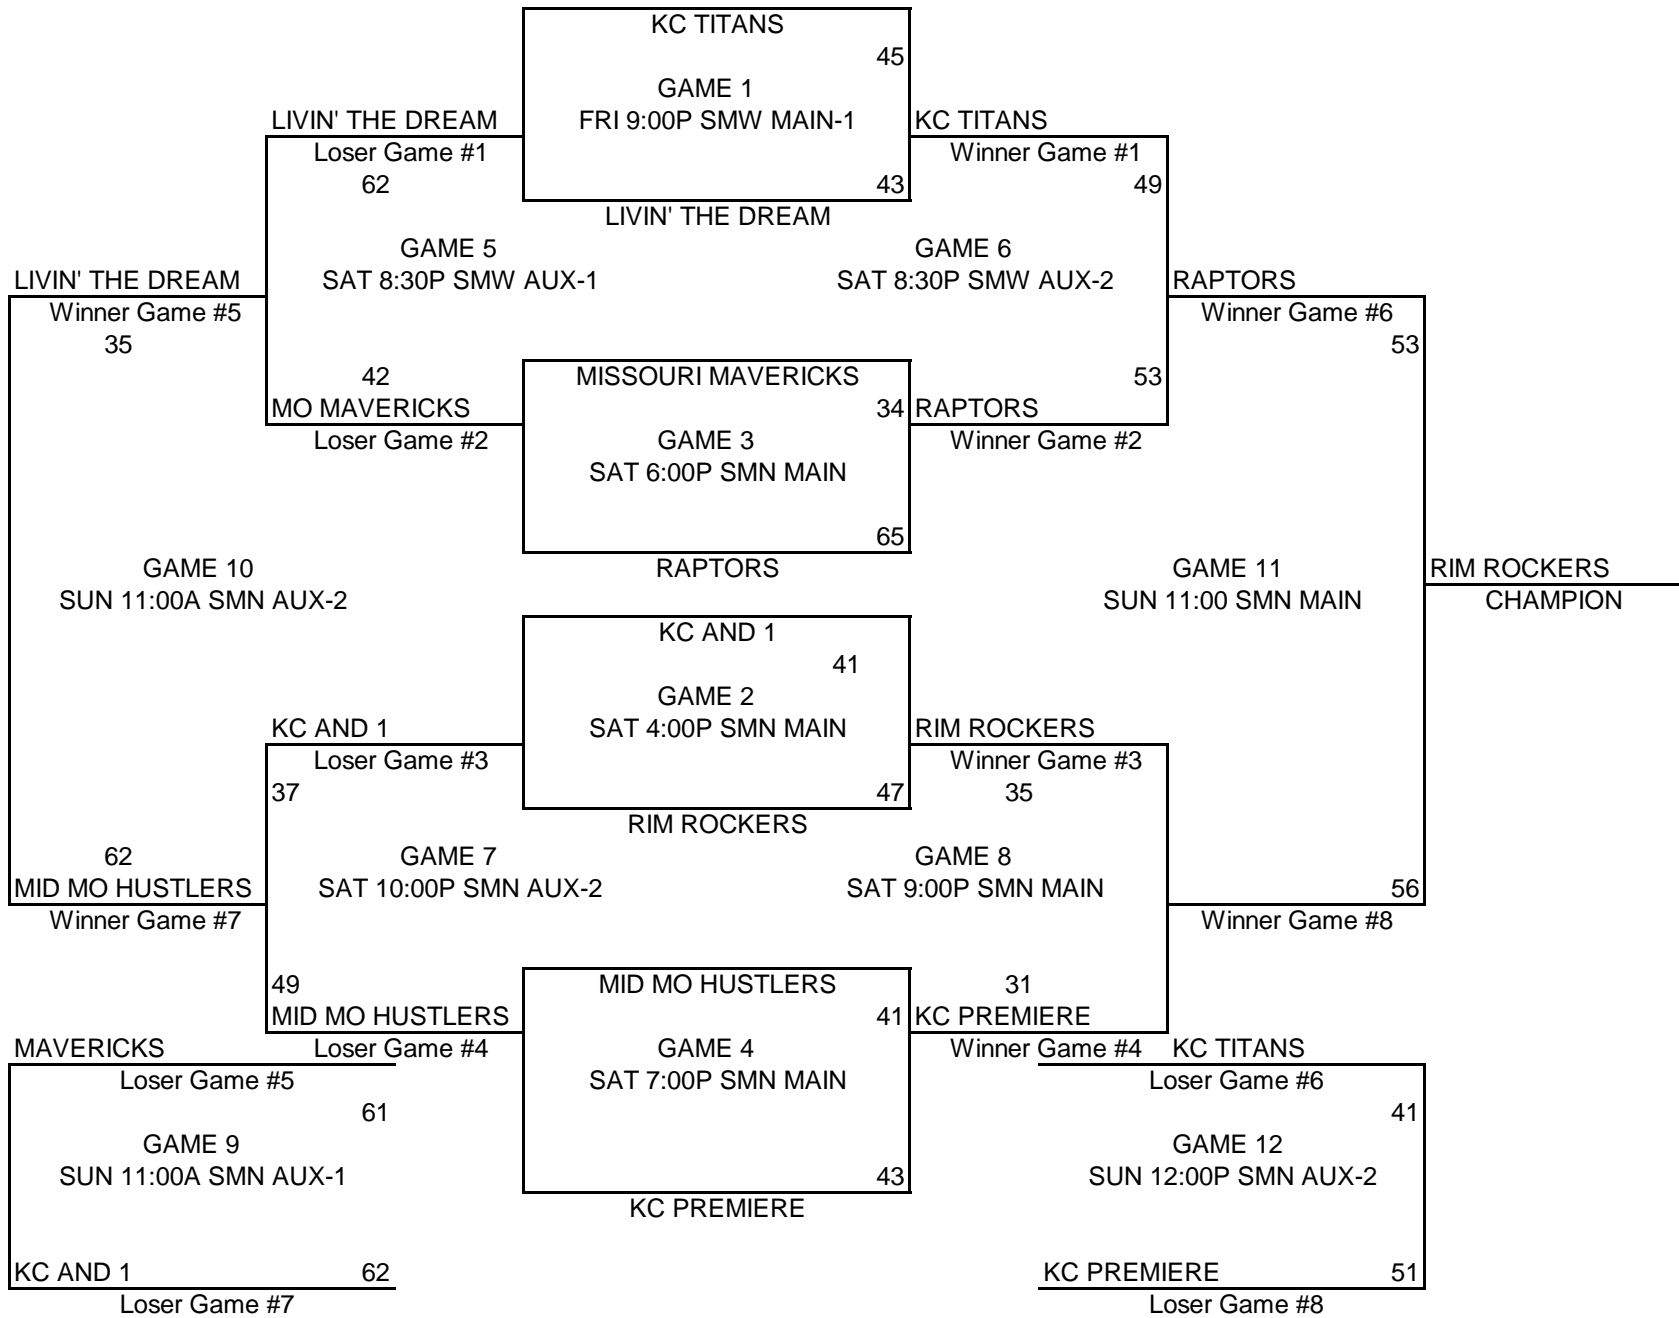 KC TITANS
45
GAME 1
LIVIN' THE DREAM
FRI 9:00P SMW MAIN-1
KC TITANS
Loser Game #1
Winner Game #1
62
43
49
LIVIN' THE DREAM
GAME 5
GAME 6
LIVIN' THE DREAM
SAT 8:30P SMW AUX-1
SAT 8:30P SMW AUX-2
RAPTORS
Winner Game #5
Winner Game #6
35
53
42
MISSOURI MAVERICKS
53
MO MAVERICKS
34
RAPTORS
Loser Game #2
GAME 3
Winner Game #2
SAT 6:00P SMN MAIN
65
GAME 10
RAPTORS
GAME 11
RIM ROCKERS
SUN 11:00A SMN AUX-2
SUN 11:00 SMN MAIN
CHAMPION
KC AND 1
41
GAME 2
KC AND 1
SAT 4:00P SMN MAIN
RIM ROCKERS
Loser Game #3
Winner Game #3
37
47
35
RIM ROCKERS
62
GAME 7
GAME 8
MID MO HUSTLERS
SAT 10:00P SMN AUX-2
SAT 9:00P SMN MAIN
56
Winner Game #7
Winner Game #8
49
MID MO HUSTLERS
31
MID MO HUSTLERS
41
KC PREMIERE
MAVERICKS
Loser Game #4
GAME 4
Winner Game #4
KC TITANS
Loser Game #5
SAT 7:00P SMN MAIN
Loser Game #6
61
41
GAME 9
GAME 12
SUN 11:00A SMN AUX-1
43
SUN 12:00P SMN AUX-2
KC PREMIERE
KC AND 1
62
KC PREMIERE
51
Loser Game #7
Loser Game #8